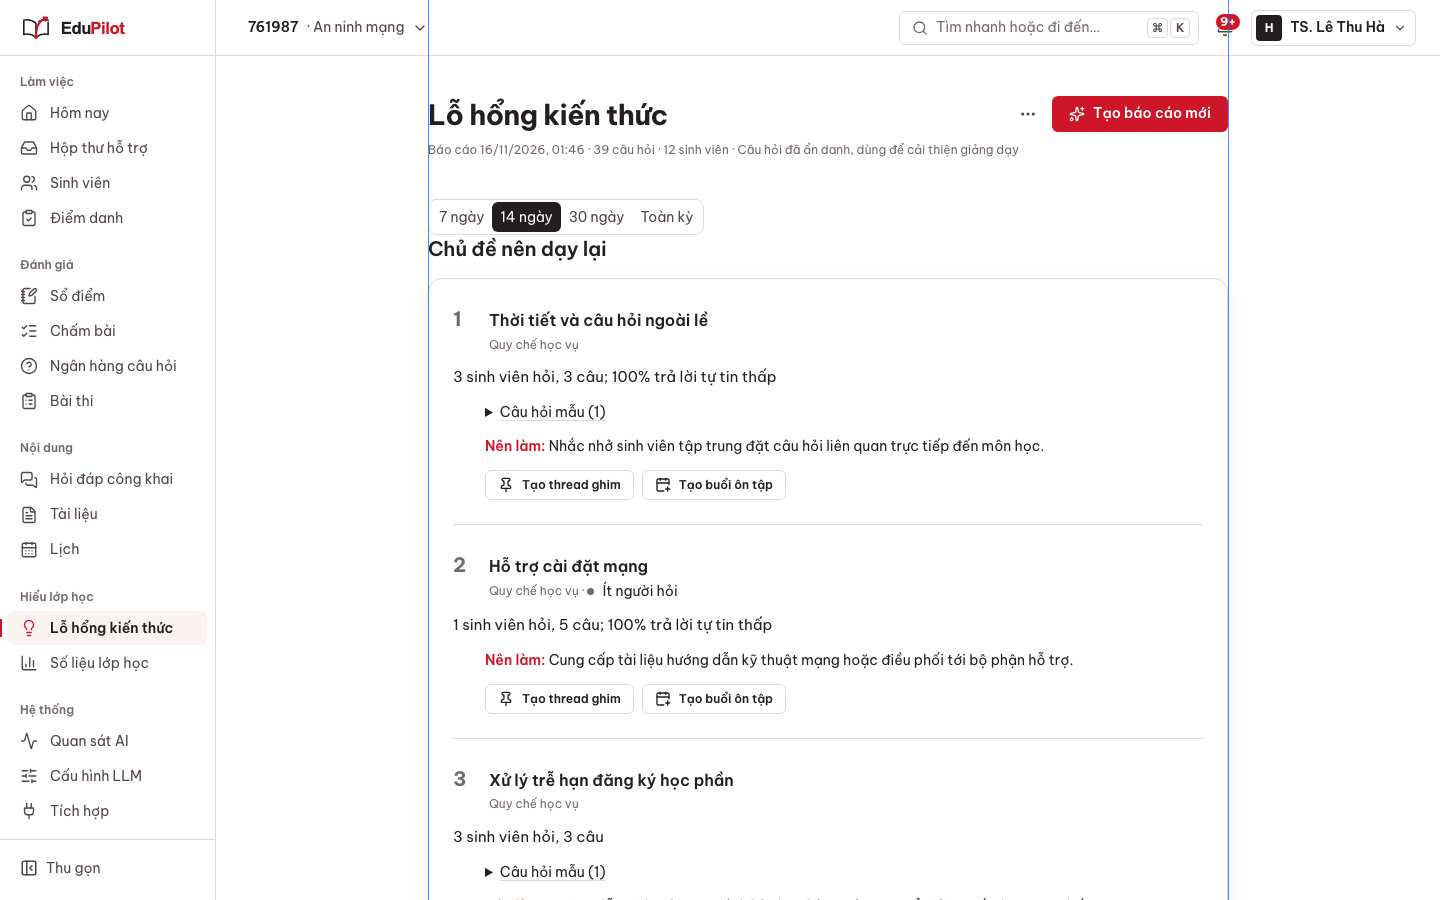 EduPilot
761987 · An ninh mạng
Tìm nhanh hoặc đi đến...
⌘ K
9+
H TS. Lê Thu Hà
Làm việc
Hôm nay
Hộp thư hỗ trợ
Sinh viên
Điểm danh
Đánh giá
Sổ điểm
Chấm bài
Ngân hàng câu hỏi
Bài thi
Nội dung
Hỏi đáp công khai
Tài liệu
Lịch
Hiểu lớp học
Lỗ hổng kiến thức
Số liệu lớp học
Hệ thống
Quan sát AI
Cấu hình LLM
Tích hợp
Thu gọn
Lỗ hổng kiến thức
Tạo báo cáo mới
Báo cáo 16/11/2026, 01:46 · 39 câu hỏi · 12 sinh viên · Câu hỏi đã ẩn danh, dùng để cải thiện giảng dạy
7 ngày 14 ngày 30 ngày Toàn kỳ
Chủ đề nên dạy lại
1 Thời tiết và câu hỏi ngoài lề
Quy chế học vụ
3 sinh viên hỏi, 3 câu; 100% trả lời tự tin thấp
Câu hỏi mẫu (1)
Nên làm: Nhắc nhở sinh viên tập trung đặt câu hỏi liên quan trực tiếp đến môn học.
Tạo thread ghim Tạo buổi ôn tập
2 Hỗ trợ cài đặt mạng
Quy chế học vụ · Ít người hỏi
1 sinh viên hỏi, 5 câu; 100% trả lời tự tin thấp
Nên làm: Cung cấp tài liệu hướng dẫn kỹ thuật mạng hoặc điều phối tới bộ phận hỗ trợ.
Tạo thread ghim Tạo buổi ôn tập
3 Xử lý trễ hạn đăng ký học phần
Quy chế học vụ
3 sinh viên hỏi, 3 câu
Câu hỏi mẫu (1)